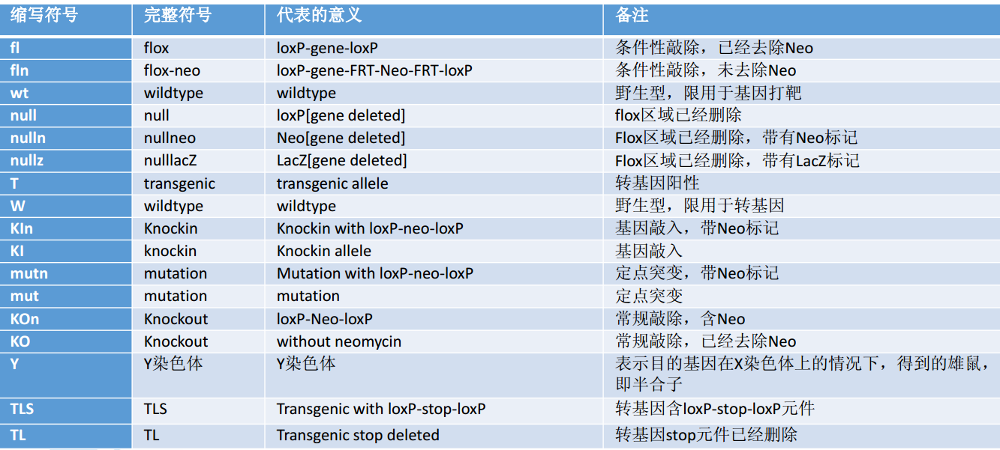 缩写符号 完整符号 代表的意义 备注
fl flox loxP-gene-loxP 条件性敲除，已经去除Neo
fln flox-neo loxP-gene-FRT-Neo-FRT-loxP 条件性敲除，未去除Neo
wt wildtype wildtype 野生型，限用于基因打靶
null null loxP[gene deleted] flox区域已经删除
nulln nullneo Neo[gene deleted] Flox区域已经删除，带有Neo标记
nullz nulllacZ LacZ[gene deleted] Flox区域已经删除，带有LacZ标记
T transgenic transgenic allele 转基因阳性
W wildtype wildtype 野生型，限用于转基因
KIn Knockin Knockin with loxP-neo-loxP 基因敲入，带Neo标记
KI knockin Knockin allele 基因敲入
mutn mutation Mutation with loxP-neo-loxP 定点突变，带Neo标记
mut mutation mutation 定点突变
KOn Knockout loxP-Neo-loxP 常规敲除，含Neo
KO Knockout without neomycin 常规敲除，已经去除Neo
Y Y染色体 Y染色体 表示目的基因在X染色体上的情况下，得到的雄鼠，
即半合子
TLS TLS Transgenic with loxP-stop-loxP 转基因含loxP-stop-loxP元件
TL TL Transgenic stop deleted 转基因stop元件已经删除